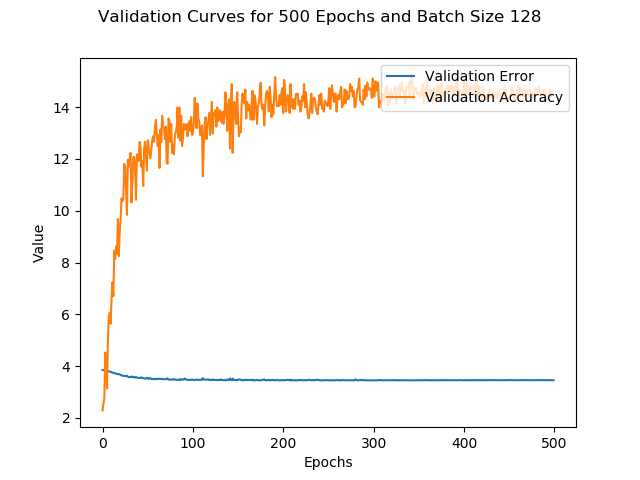 Validation Curves for 500 Epochs and Batch Size 128
Validation Error
Validation Accuracy
14
12
10
8
6
4
2
Value
0
100
200
300
400
500
Epochs